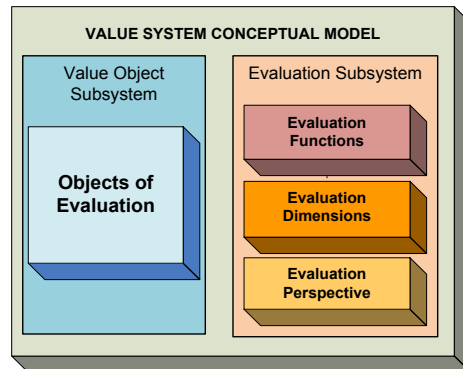 VALUE SYSTEM CONCEPTUAL MODEL
Value Object
Subsystem
Objects of
Evaluation
Evaluation Subsystem
Evaluation
Functions
Evaluation
Dimensions
Evaluation
Perspective